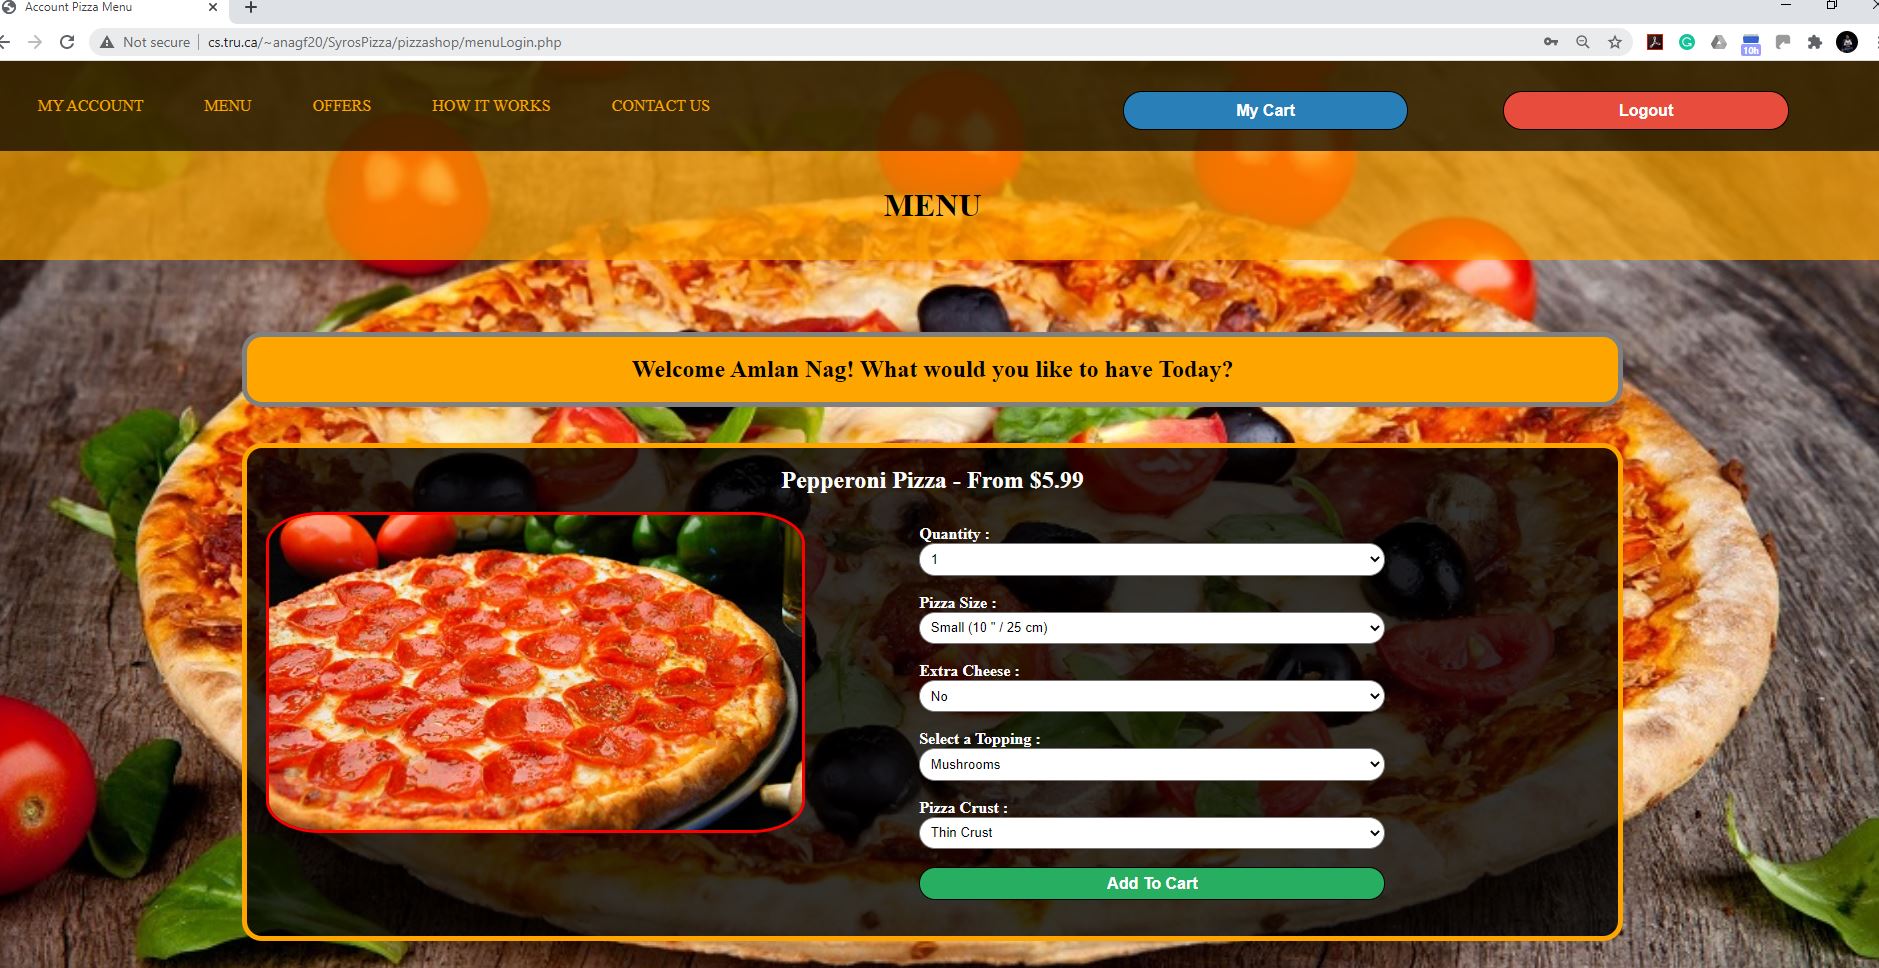 Account Pizza Menu
Not secure
cs.tru.ca/~anagf20/SyrosPizza/pizzashop/menuLogin.php
10h
MY ACCOUNT MENU OFFERS HOW IT WORKS CONTACT US My Cart Logout
MENU
Welcome Amlan Nag! What would you like to have Today?
Pepperoni Pizza - From $5.99
Quantity :
1
Pizza Size :
Small (10 " / 25 cm)
Extra Cheese :
No
Select a Topping :
Mushrooms
Pizza Crust :
Thin Crust
Add To Cart